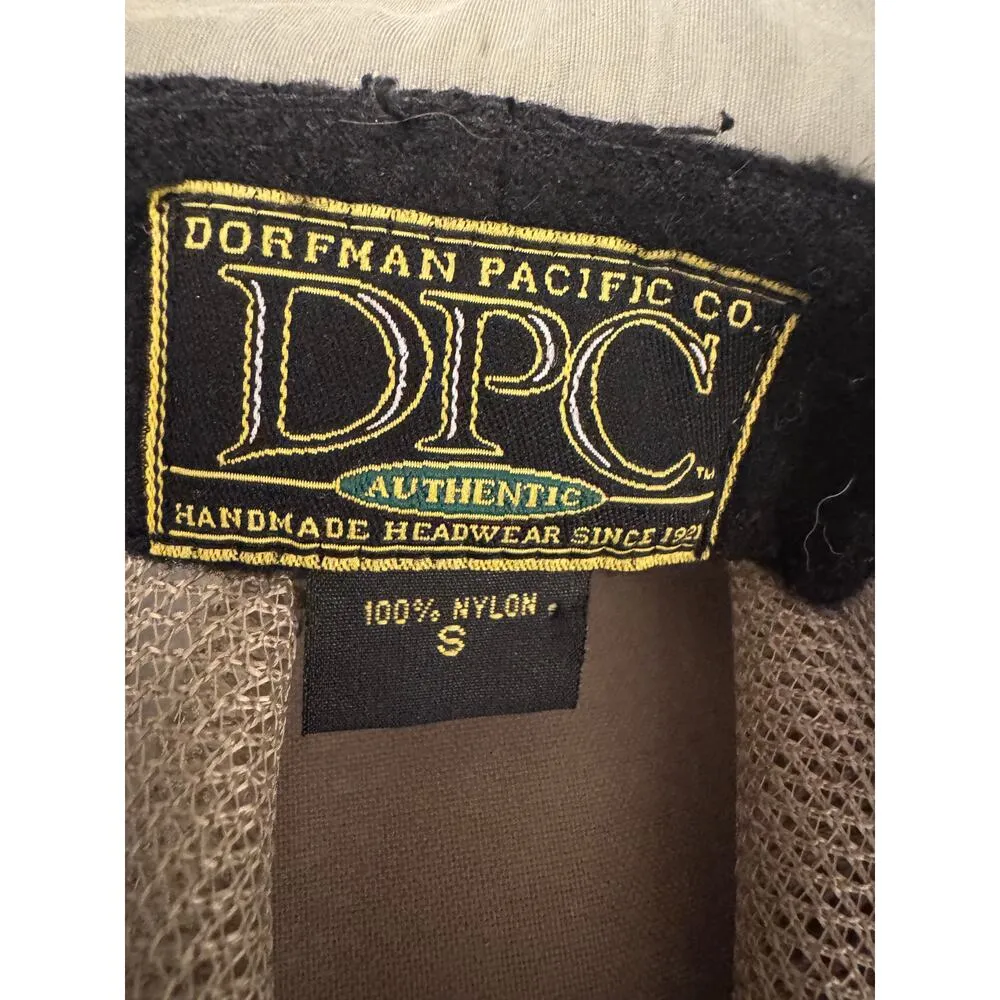 DORFMAN PACIFIC CO.
DPC™
AUTHENTIC
HANDMADE HEADWEAR SINCE 1921
100% NYLON
S